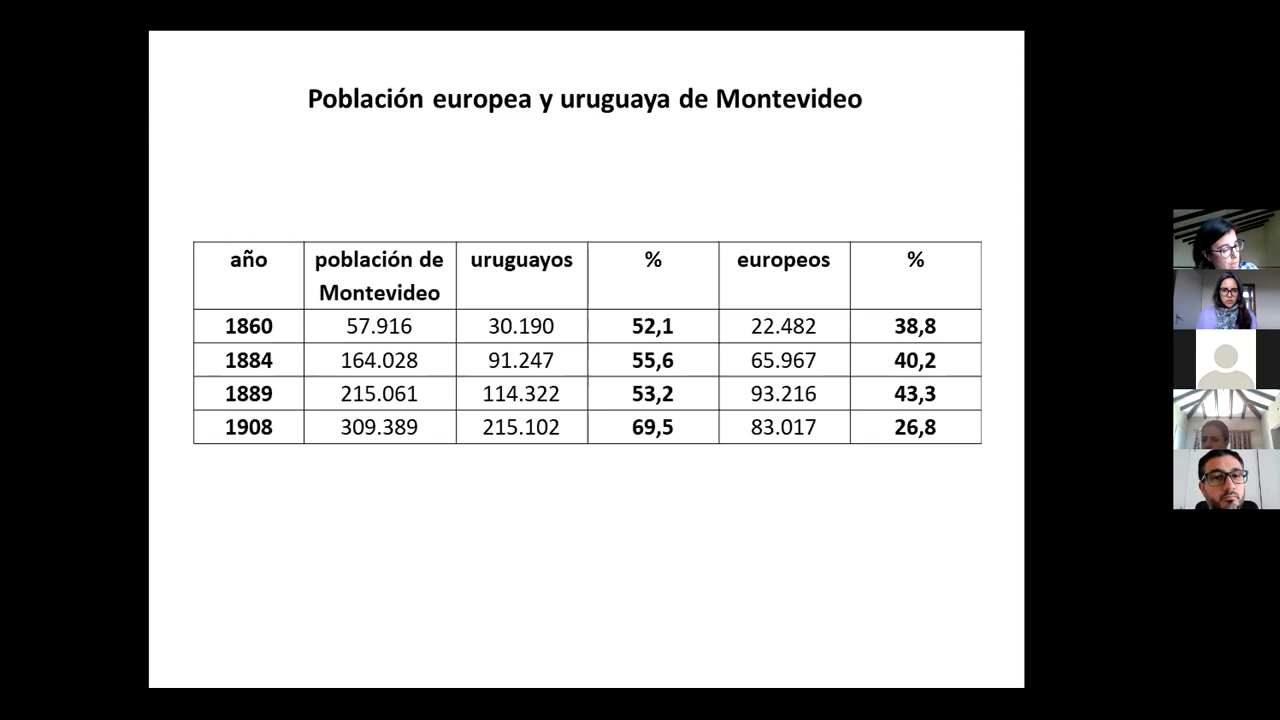 Población europea y uruguaya de Montevideo
año población de Montevideo uruguayos % europeos %
1860 57.916 30.190 52,1 22.482 38,8
1884 164.028 91.247 55,6 65.967 40,2
1889 215.061 114.322 53,2 93.216 43,3
1908 309.389 215.102 69,5 83.017 26,8